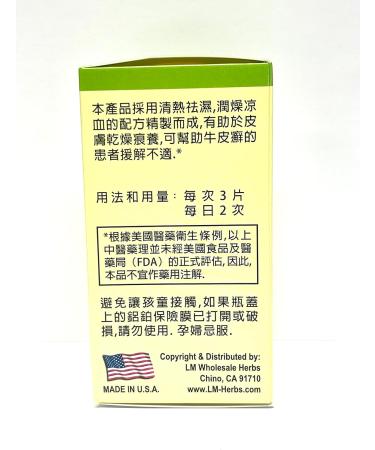 本產品採用清熱祛濕,潤燥凉
血的配方精製而成,有助於皮
膚乾燥痕養,可幫助牛皮癬的
患者援解不適.*
用法和用量: 每 次 3 片
每 日 2 次
*根據美國醫藥衛生條例,以上
中醫藥理並未經美國食品及醫
藥局 (FDA) 的正式評估, 因此,
本品不宜作藥用注解.
避免讓孩童接觸,如果瓶蓋
上的鋁鉑保險膜已打開或破
損,請勿使用. 孕婦忌服.
Copyright & Distributed by:
LM Wholesale Herbs
Chino, CA 91710
www.LM-Herbs.com
MADE IN U.S.A.